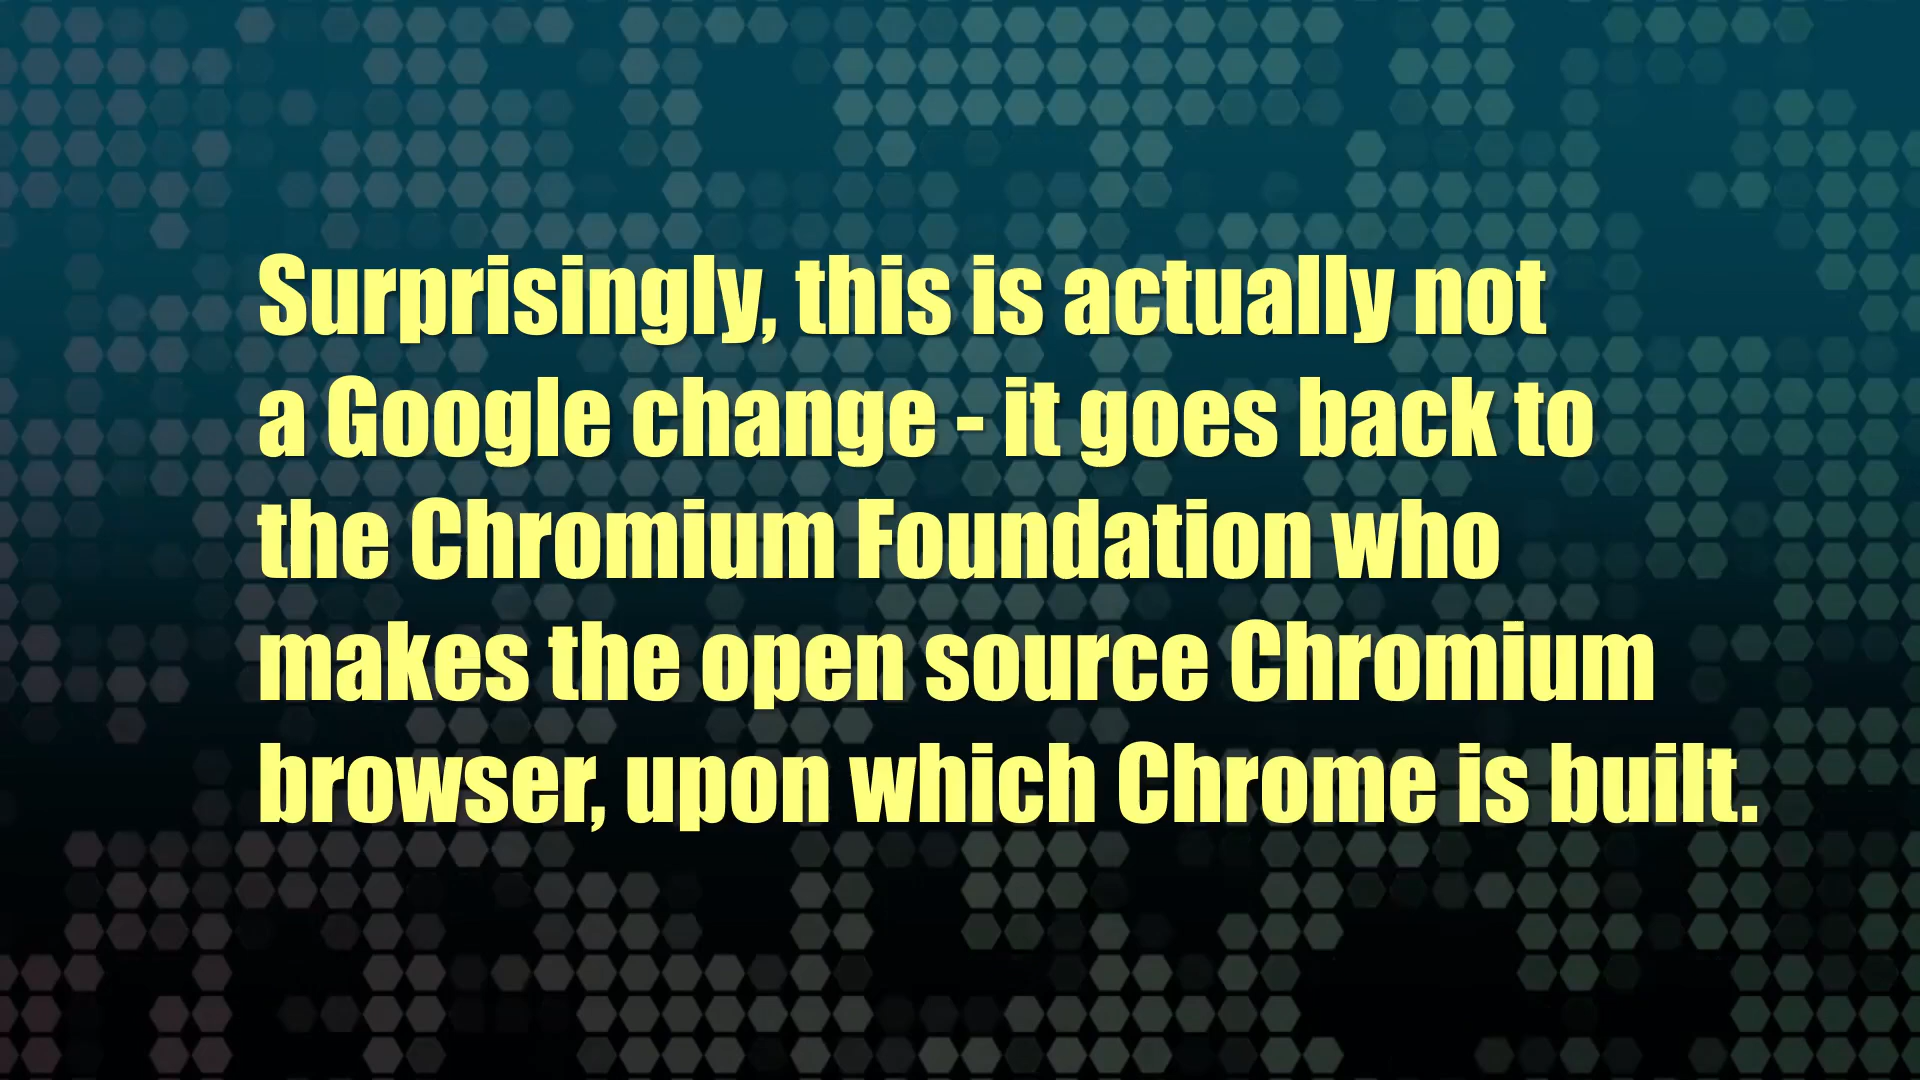 Surprisingly, this is actually not
a Google change - it goes back to
the Chromium Foundation who
makes the open source Chromium
browser, upon which Chrome is built.